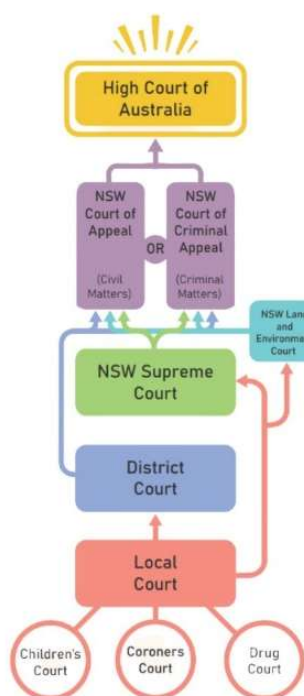 High Court of
Australia
NSW
Court of
Appeal
(Civil
Matters)
OR
NSW
Court of
Criminal
Appeal
(Criminal
Matters)
NSW Land
and
Environment
Court
NSW Supreme
Court
District
Court
Local
Court
Children's
Court
Coroners
Court
Drug
Court